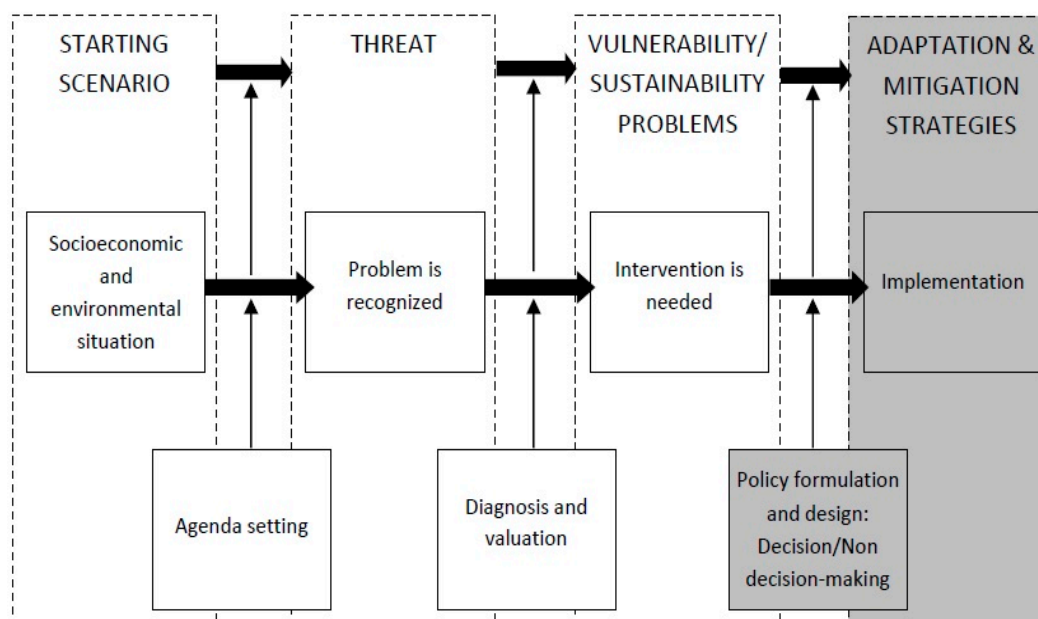 STARTING
SCENARIO
THREAT
VULNERABILITY/
SUSTAINABILITY
PROBLEMS
ADAPTATION &
MITIGATION
STRATEGIES
Socioeconomic
and
environmental
situation
Problem is
recognized
Intervention is
needed
Implementation
Agenda setting
Diagnosis and
valuation
Policy formulation
and design:
Decision/Non
decision-making